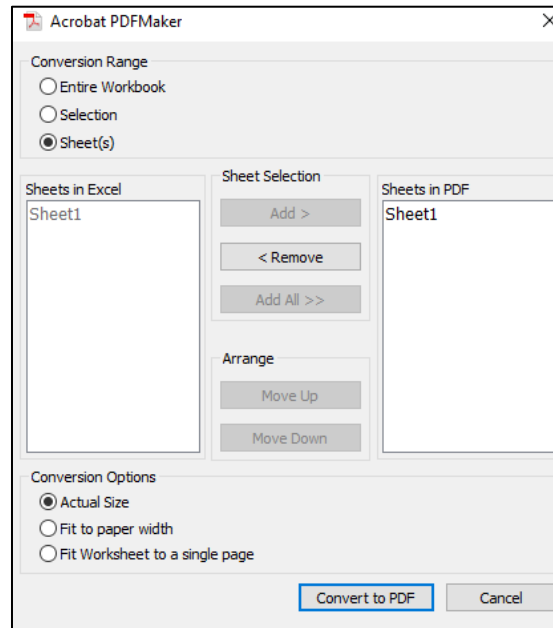 Acrobat PDFMaker
Conversion Range
Entire Workbook
Selection
Sheet(s)
Sheets in Excel
Sheet1
Sheet Selection
Add >
< Remove
Add All >>
Arrange
Move Up
Move Down
Sheets in PDF
Sheet1
Conversion Options
Actual Size
Fit to paper width
Fit Worksheet to a single page
Convert to PDF
Cancel